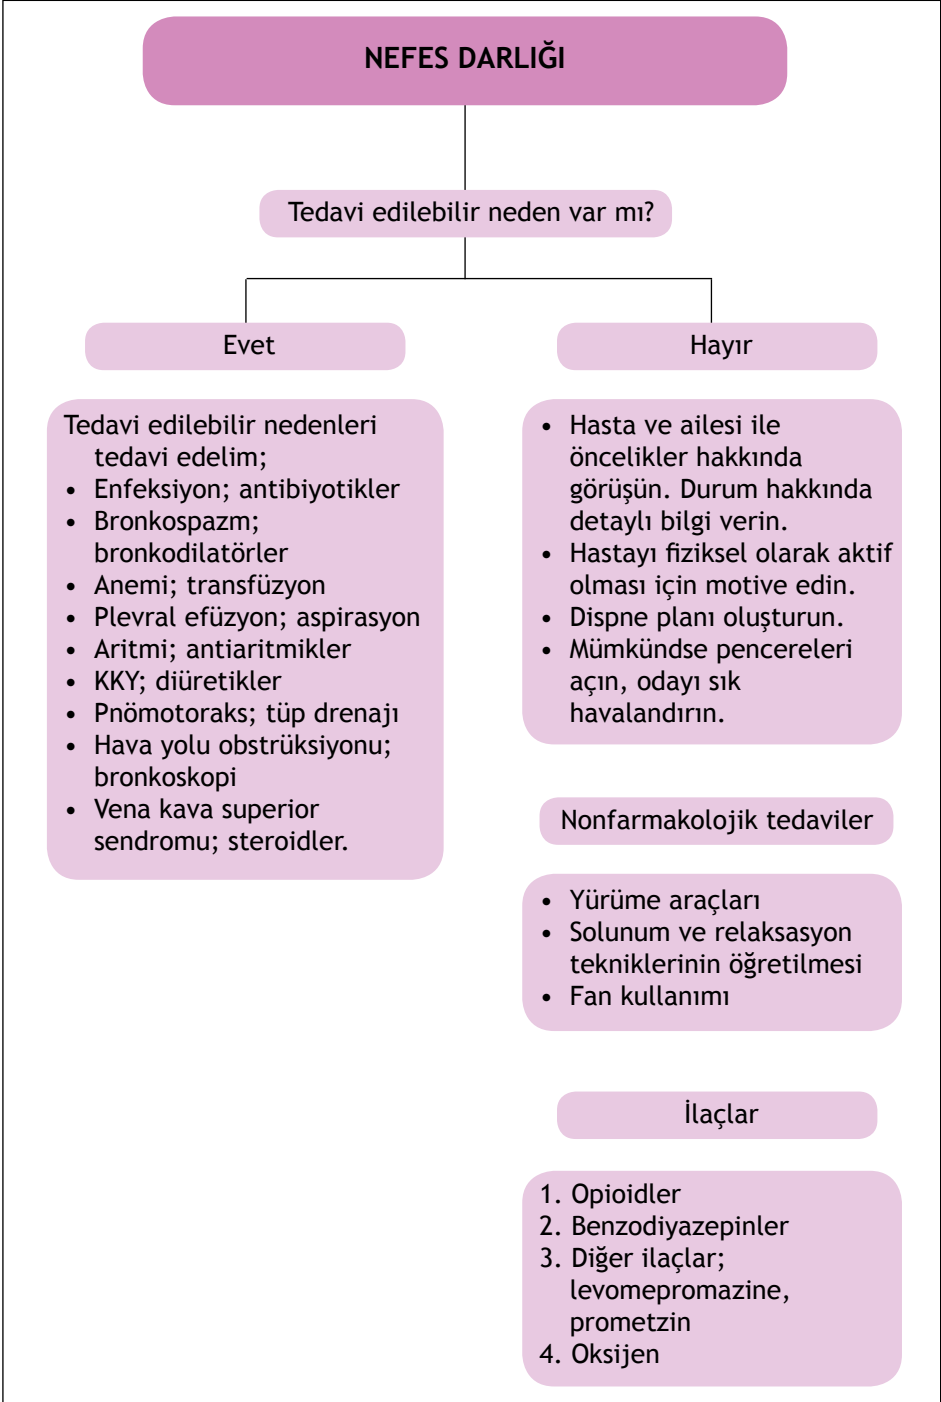 NEFES DARLIĞI
Tedavi edilebilir neden var mı?
Evet
Tedavi edilebilir nedenleri
tedavi edelim;
• Enfeksiyon; antibiyotikler
• Bronkospazm;
bronkodilatörler
• Anemi; transfüzyon
• Plevral efüzyon; aspirasyon
• Aritmi; antiaritmikler
• KKY; diüretikler
• Pnömotoraks; tüp drenajı
• Hava yolu obstrüksiyonu;
bronkoskopi
• Vena kava superior
sendromu; steroidler.
Hayır
• Hasta ve ailesi ile
öncelikler hakkında
görüşün. Durum hakkında
detaylı bilgi verin.
• Hastayı fiziksel olarak aktif
olması için motive edin.
• Dispne planı oluşturun.
• Mümkündse pencereleri
açın, odayı sık
havalandırın.
Nonfarmakolojik tedaviler
• Yürüme araçları
• Solunum ve relaksasyon
tekniklerinin öğretilmesi
• Fan kullanımı
İlaçlar
1. Opioidler
2. Benzodiyazepinler
3. Diğer ilaçlar;
levomepromazine,
prometzin
4. Oksijen